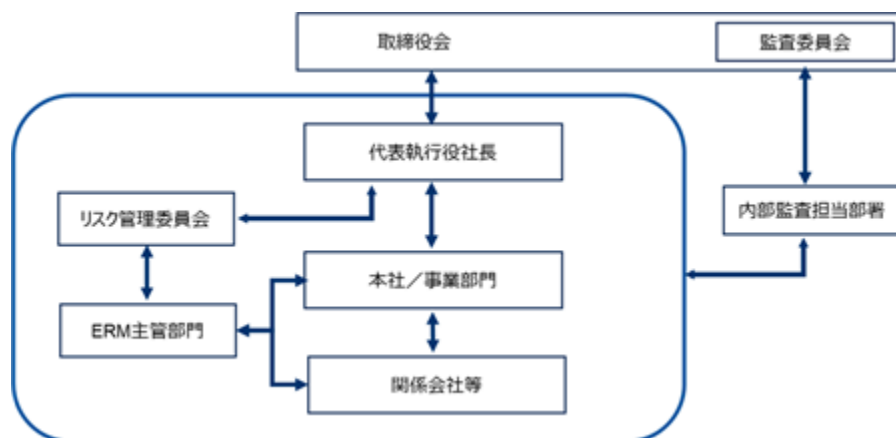 取締役会
監査委員会
代表執行役社長
リスク管理委員会
内部監査担当部署
本社／事業部門
ERM主管部門
関係会社等